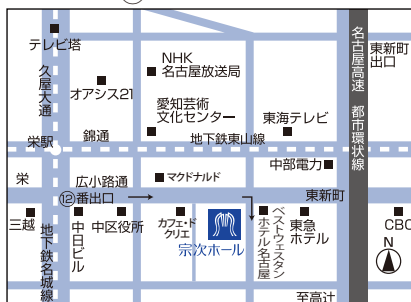 テレビ塔
久屋大通
オアシス21
NHK
名古屋放送局
名古屋高速 都市環状線
東新町
出口
愛知芸術
文化センター
東海テレビ
栄駅
錦通
地下鉄東山線
中部電力
栄
広小路通
マクドナルド
⑫番出口
東新町
三越
地下鉄名城線
中日
ビル
中区役所
カフェ・ド
クリエ
宗次ホール
ベストウェスタン
ホテル名古屋
東急
ホテル
CBC
N
至高辻